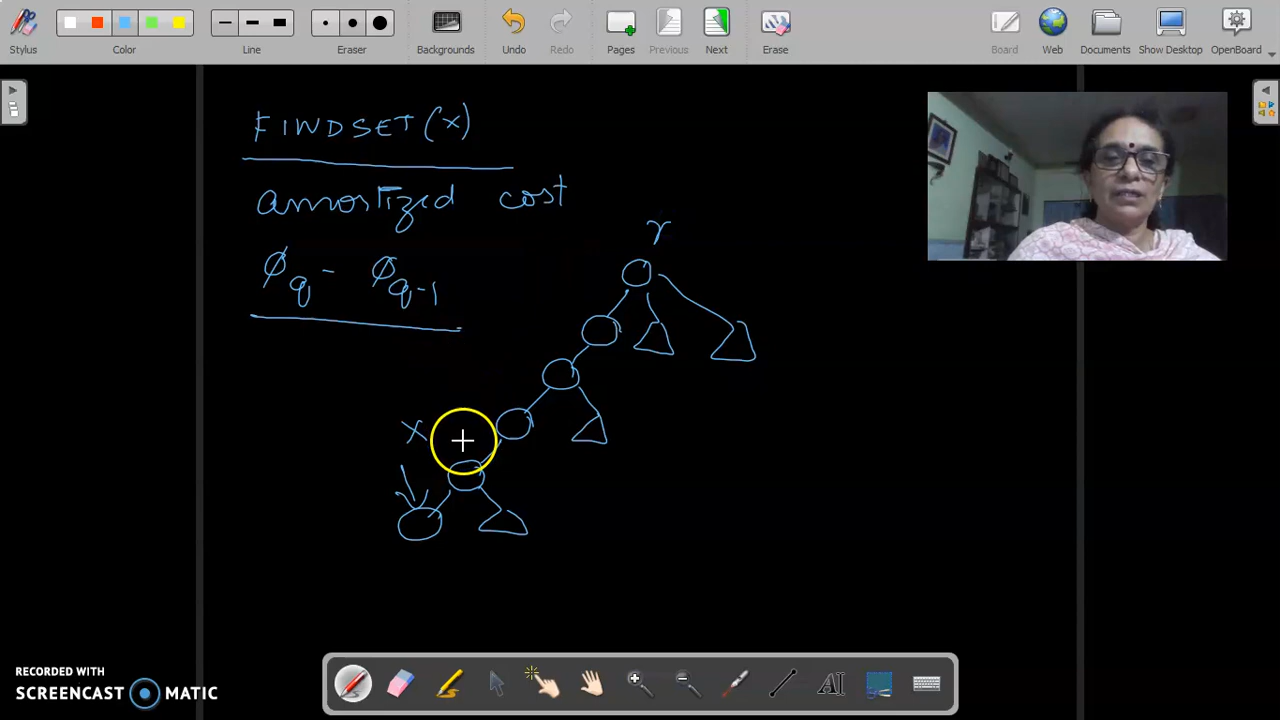 Stylus
Color
Line
Eraser
Backgrounds
Undo
Redo
Pages
Previous
Next
Erase
Board
Web
Documents
Show Desktop
OpenBoard
FINDSET(x)
amortized cost
ϕq - ϕq-1
r
x
RECORDED WITH
SCREENCAST MATIC